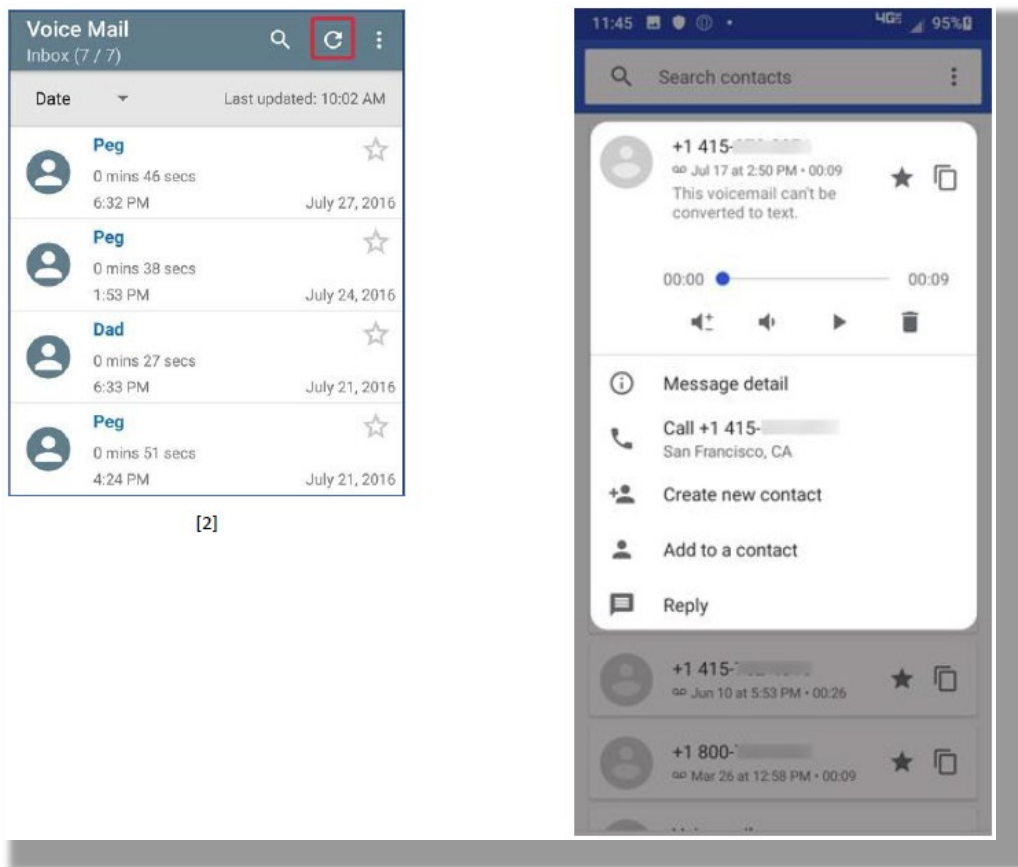 Voice Mail
Inbox (7 / 7)
Date
Last updated: 10:02 AM
Peg
0 mins 46 secs
6:32 PM
July 27, 2016
Peg
0 mins 38 secs
1:53 PM
July 24, 2016
Dad
0 mins 27 secs
6:33 PM
July 21, 2016
Peg
0 mins 51 secs
4:24 PM
July 21, 2016
[2]
11:45
4G
95%
Search contacts
+1 415-
Jul 17 at 2:50 PM • 00:09
This voicemail can't be
converted to text.
00:00
00:09
Message detail
Call +1 415-
San Francisco, CA
Create new contact
Add to a contact
Reply
+1 415-
Jun 10 at 5:53 PM • 00:26
+1 800-
Mar 26 at 12:58 PM • 00:09